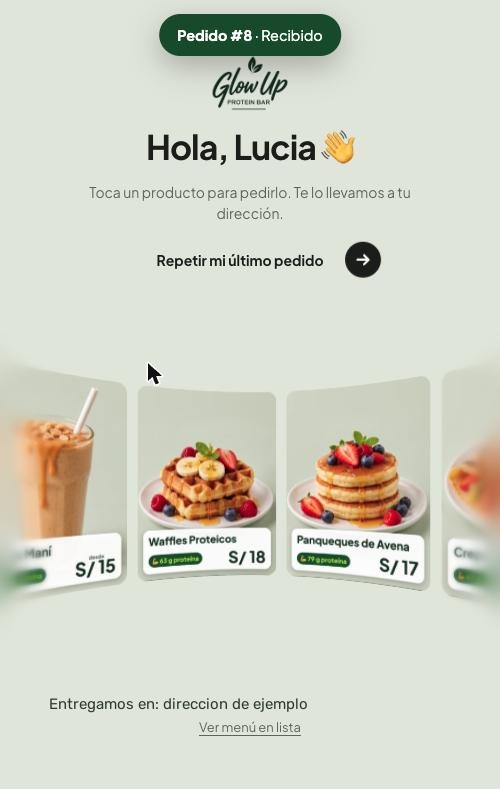 Pedido #8 · Recibido
Glow Up
PROTEIN BAR
Hola, Lucia
Toca un producto para pedirlo. Te lo llevamos a tu
dirección.
Repetir mi último pedido
Maní
desde
S/15
Waffles Proteicos
63 g proteína
S/18
Panqueques de Avena
79 g proteína
S/17
Entregamos en: direccion de ejemplo
Ver menú en lista